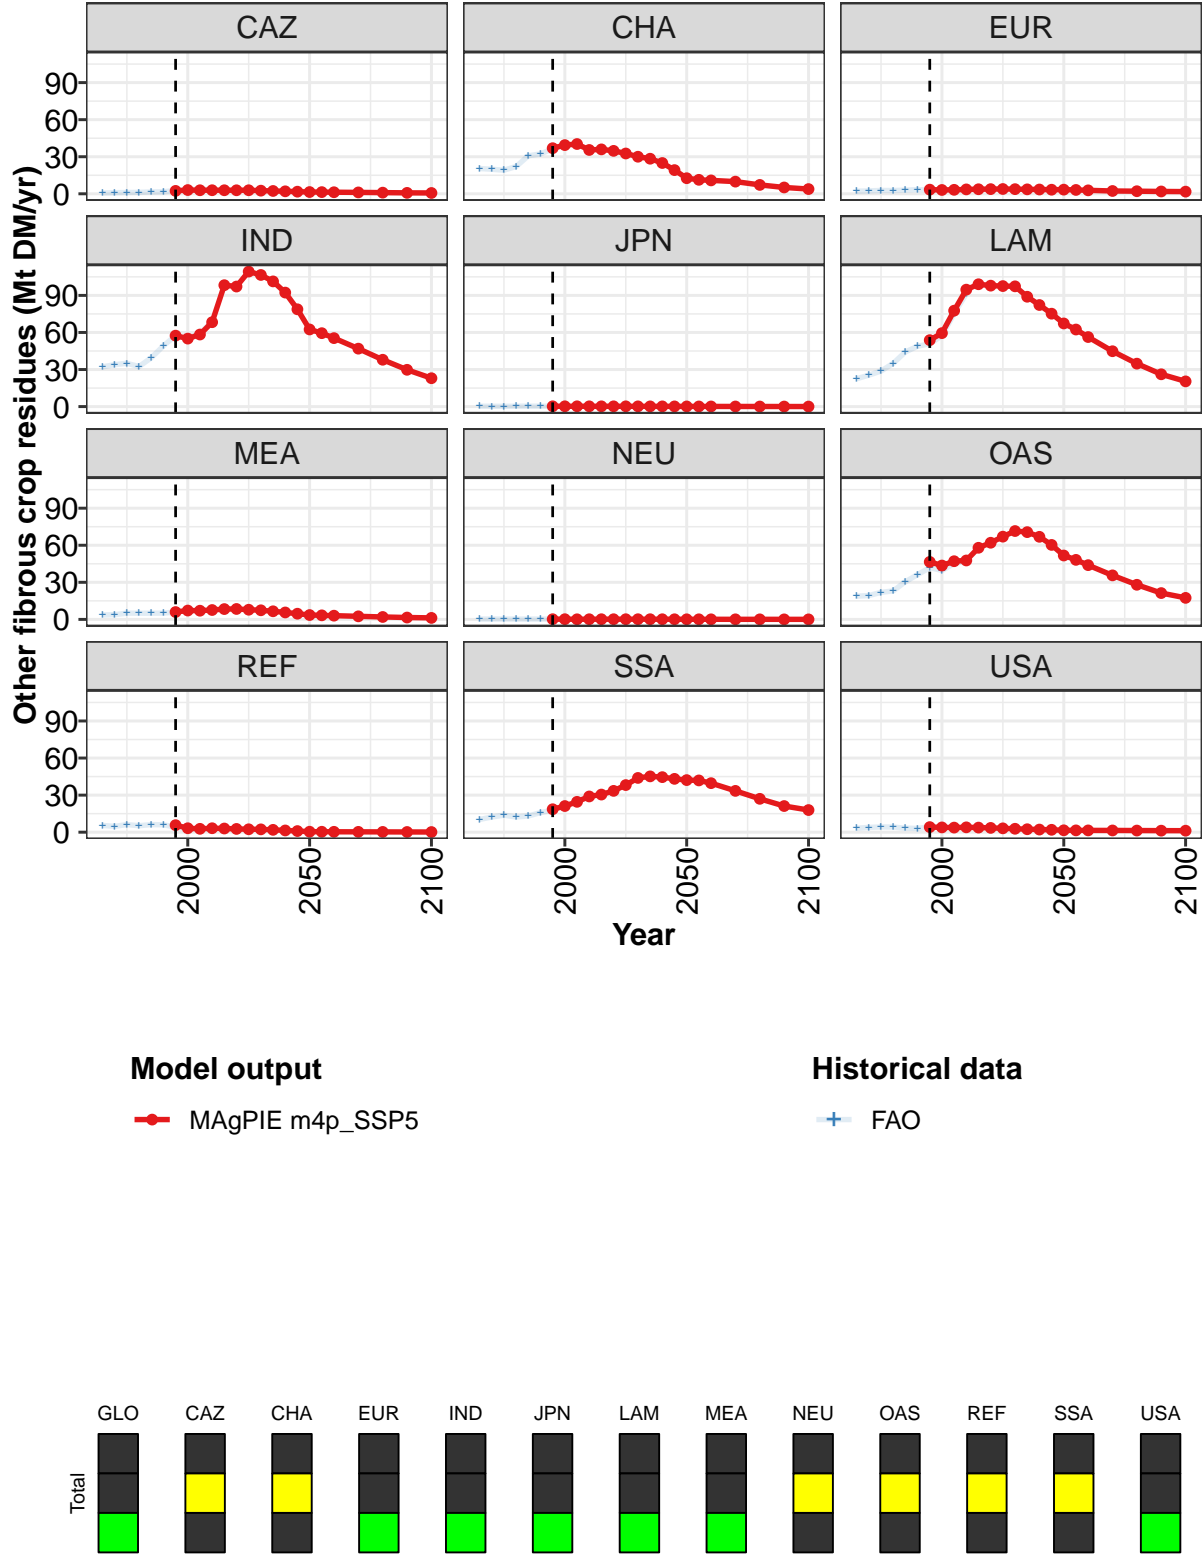 CAZ CHA EUR
90
60
30
0
IND JPN LAM
90
60
30
0
MEA NEU OAS
90
60
30
0
REF SSA USA
90
60
30
0
Other fibrous crop residues (Mt DM/yr)
2000 2050 2100 2000 2050 2100 2000 2050 2100
Year
Model output Historical data
MAgPIE m4p_SSP5 FAO
GLO CAZ CHA EUR IND JPN LAM MEA NEU OAS REF SSA USA
Total